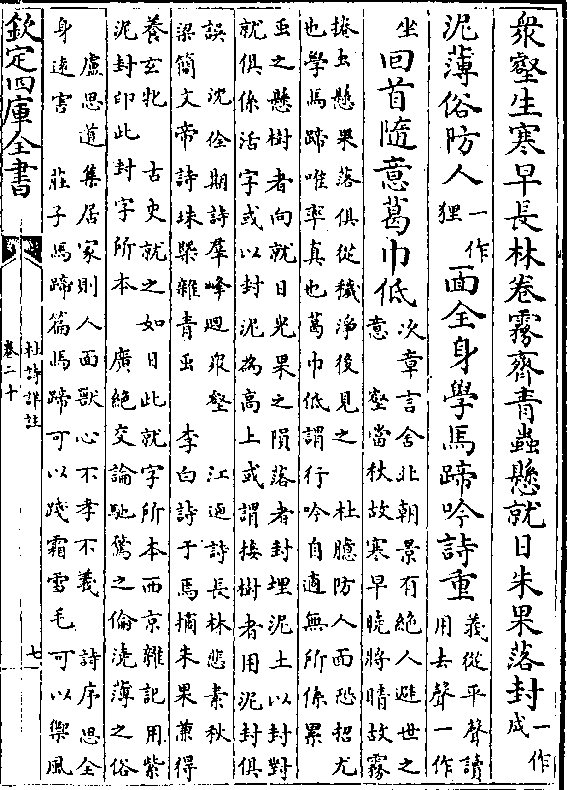 衆壑生寒早長林卷霧齊青蟲懸就日朱果落封一作成
泥薄俗防人一作狸面全身學馬蹄吟詩重義從平聲讀用去聲一作
坐回首隨意葛巾低次章言舍北朝景有絶人避世之意 壑當秋故寒早曉將晴故霧
捲虫懸果落俱從穢淨後見之 杜臆防人面恐招尤
也學馬蹄唯率真也葛巾低謂行吟自適無所係累
虫之懸樹者向就日光果之隕落者封埋泥土以封對
就俱係活字或以封泥為高上或謂接樹者用泥封俱
誤 沈佺期詩羣峰迴衆壑 江逌詩長林悲素秋
梁簡文帝詩珠槩雜青虫 李白詩于焉摘朱果兼得
養玄牝 古史就之如日此就字所本西京雜記用紫
泥封印此封字所本 廣絶交論馳騖之倫澆薄之俗
盧思道集居家則人面獸心不孝不義 詩序思全
身遠害 莊子馬蹄篇馬蹄可以踐霜雪毛可以禦風
欽定四庫全書
杜詩詳註
卷二十
七